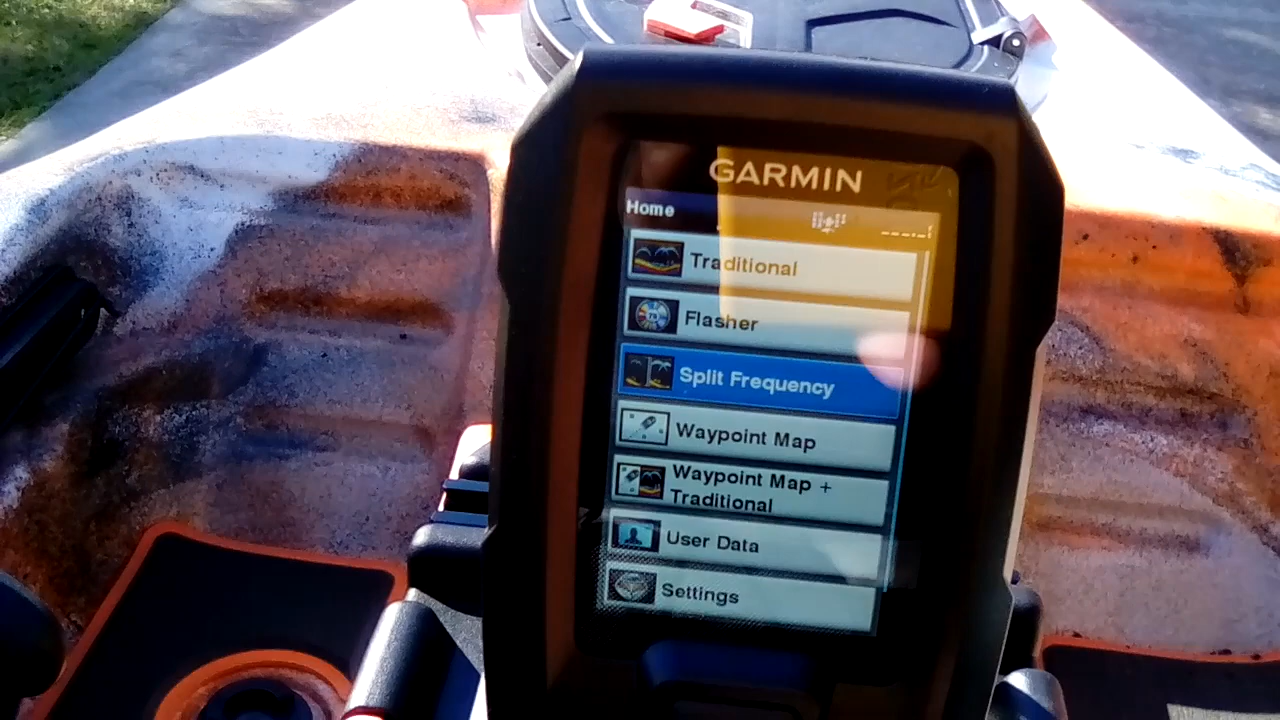 GARMIN
Home
Traditional
Flasher
Split Frequency
Waypoint Map
Waypoint Map +
Traditional
User Data
Settings